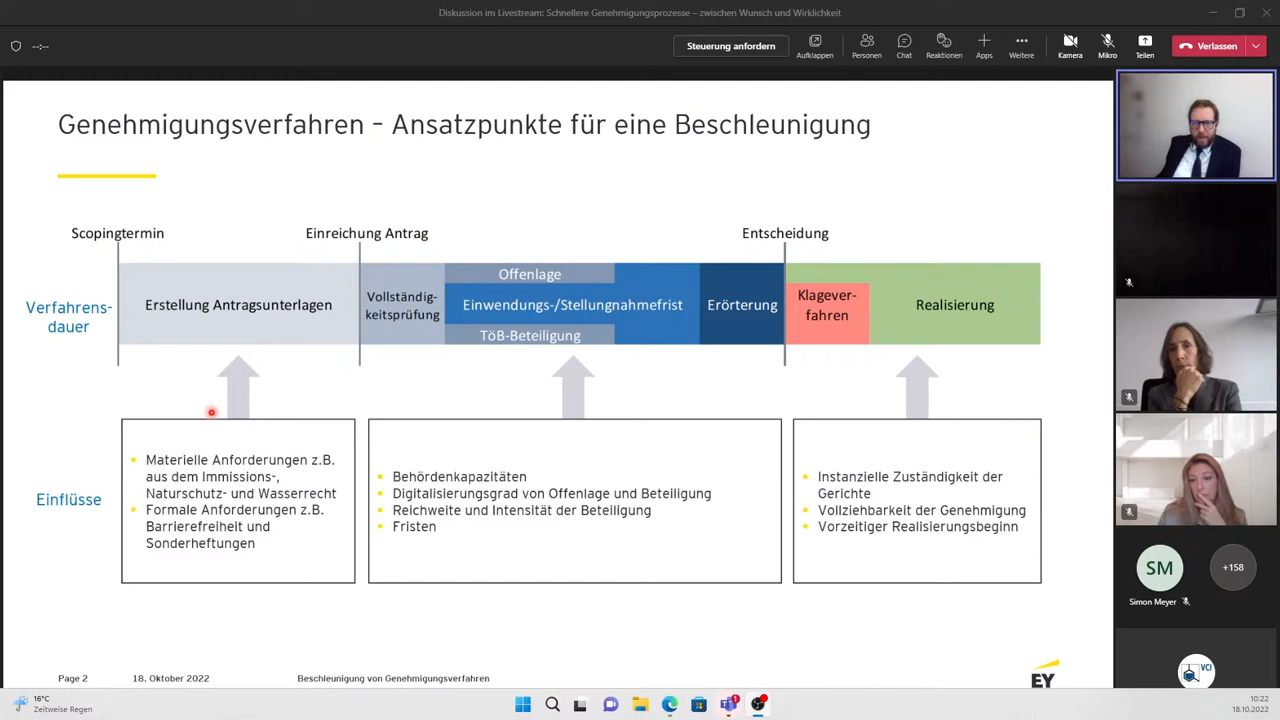 Diskussion im Livestream: Schnellere Genehmigungsprozesse – zwischen Wunsch und Wirklichkeit
--:--
Steuerung anfordern
Aufklappen
Personen
Chat
Reaktionen
Apps
Weitere
Kamera
Mikro
Teilen
Verlassen
Genehmigungsverfahren – Ansatzpunkte für eine Beschleunigung
Scopingtermin
Einreichung Antrag
Entscheidung
Verfahrens-
dauer
Erstellung Antragsunterlagen
Vollständig-
keitsprüfung
Offenlage
Einwendungs-/Stellungnahmefrist
TöB-Beteiligung
Erörterung
Klagever-
fahren
Realisierung
Einflüsse
Materielle Anforderungen z.B.
aus dem Immissions-,
Naturschutz- und Wasserrecht
Formale Anforderungen z.B.
Barrierefreiheit und
Sonderheftungen
Behördenkapazitäten
Digitalisierungsgrad von Offenlage und Beteiligung
Reichweite und Intensität der Beteiligung
Fristen
Instanzielle Zuständigkeit der
Gerichte
Vollziehbarkeit der Genehmigung
Vorzeitiger Realisierungsbeginn
SM
+158
Simon Meyer
VCI
Page 2
18. Oktober 2022
Beschleunigung von Genehmigungsverfahren
EY
16°C
Zeitweise Regen
1
10:22
18.10.2022